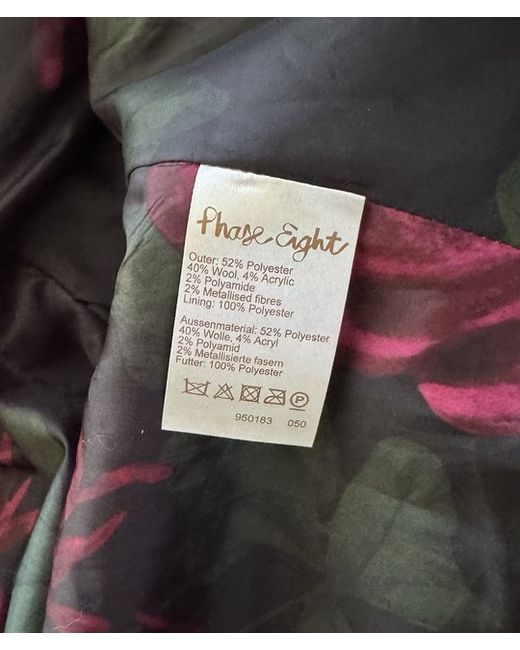 Phase Eight
Outer: 52% Polyester
40% Wool, 4% Acrylic
2% Polyamide
2% Metallised fibres
Lining: 100% Polyester
Aussenmaterial: 52% Polyester
40% Wolle, 4% Acryl
2% Polyamid
2% Metallisierte fasern
Futter: 100% Polyester
P
950183 050